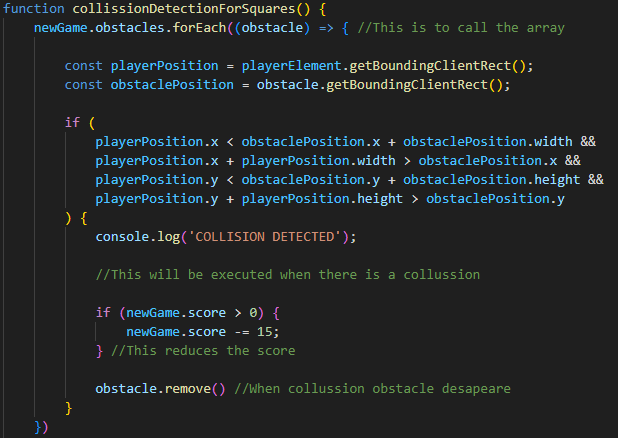 function collissionDetectionForSquares() {
    newGame.obstacles.forEach((obstacle) => { //This is to call the array
        const playerPosition = playerElement.getBoundingClientRect();
        const obstaclePosition = obstacle.getBoundingClientRect();
        if (
            playerPosition.x < obstaclePosition.x + obstaclePosition.width &&
            playerPosition.x + playerPosition.width > obstaclePosition.x &&
            playerPosition.y < obstaclePosition.y + obstaclePosition.height &&
            playerPosition.y + playerPosition.height > obstaclePosition.y
        ) {
            console.log('COLLISION DETECTED');
            //This will be executed when there is a collussion
            if (newGame.score > 0) {
                newGame.score -= 15;
            } //This reduces the score
            obstacle.remove() //When collussion obstacle desapeare
        }
    })